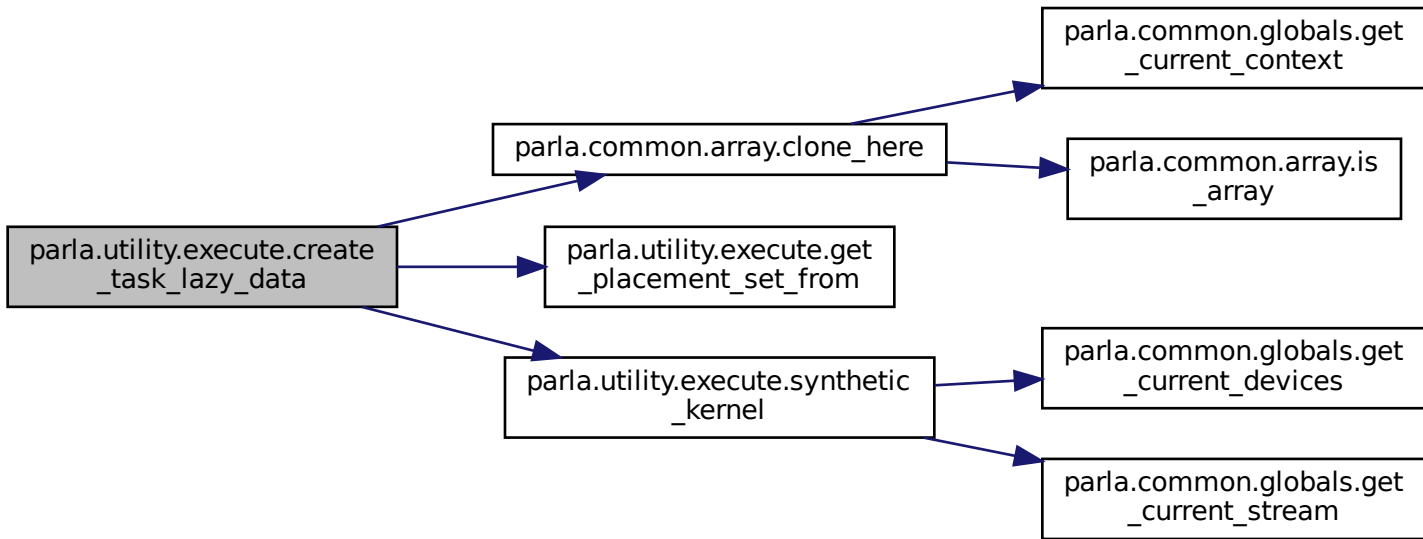 parla.common.globals.get
_current_context
parla.common.array.clone_here
parla.common.array.is
_array
parla.utility.execute.create
_task_lazy_data
parla.utility.execute.get
_placement_set_from
parla.utility.execute.synthetic
_kernel
parla.common.globals.get
_current_devices
parla.common.globals.get
_current_stream